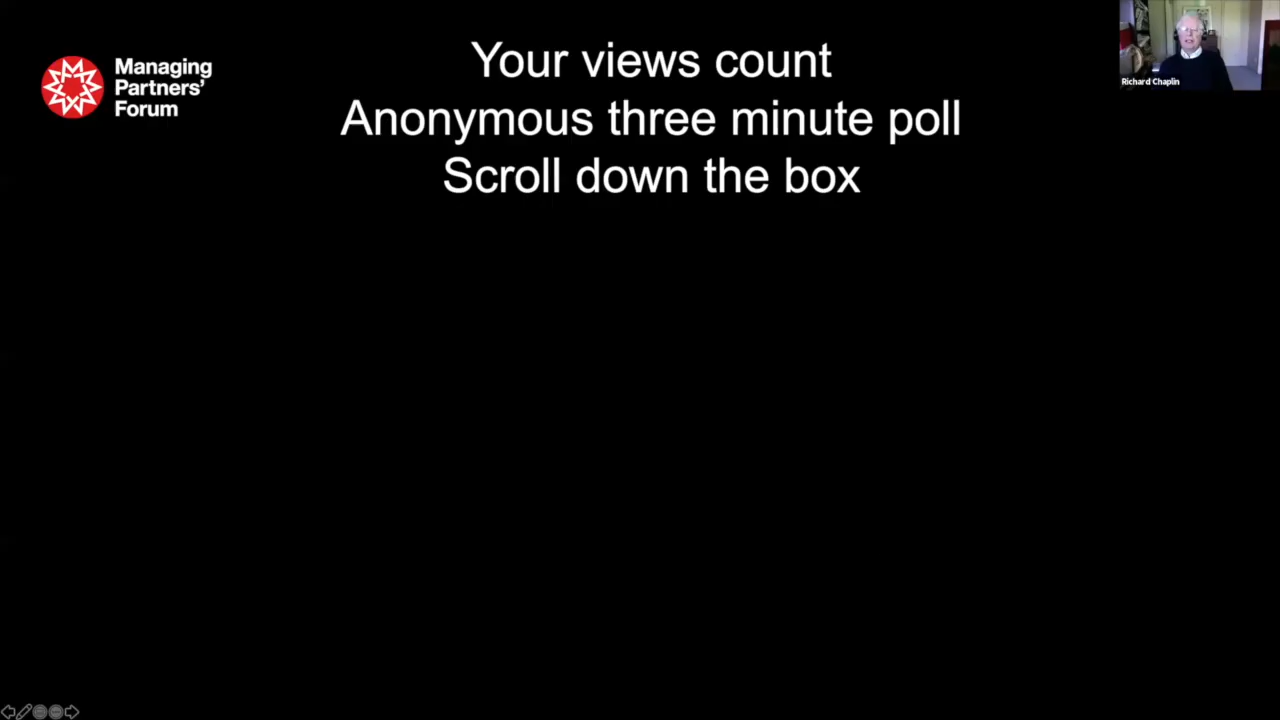 Managing
Partners’
Forum
Your views count
Anonymous three minute poll
Scroll down the box
Richard Chaplin